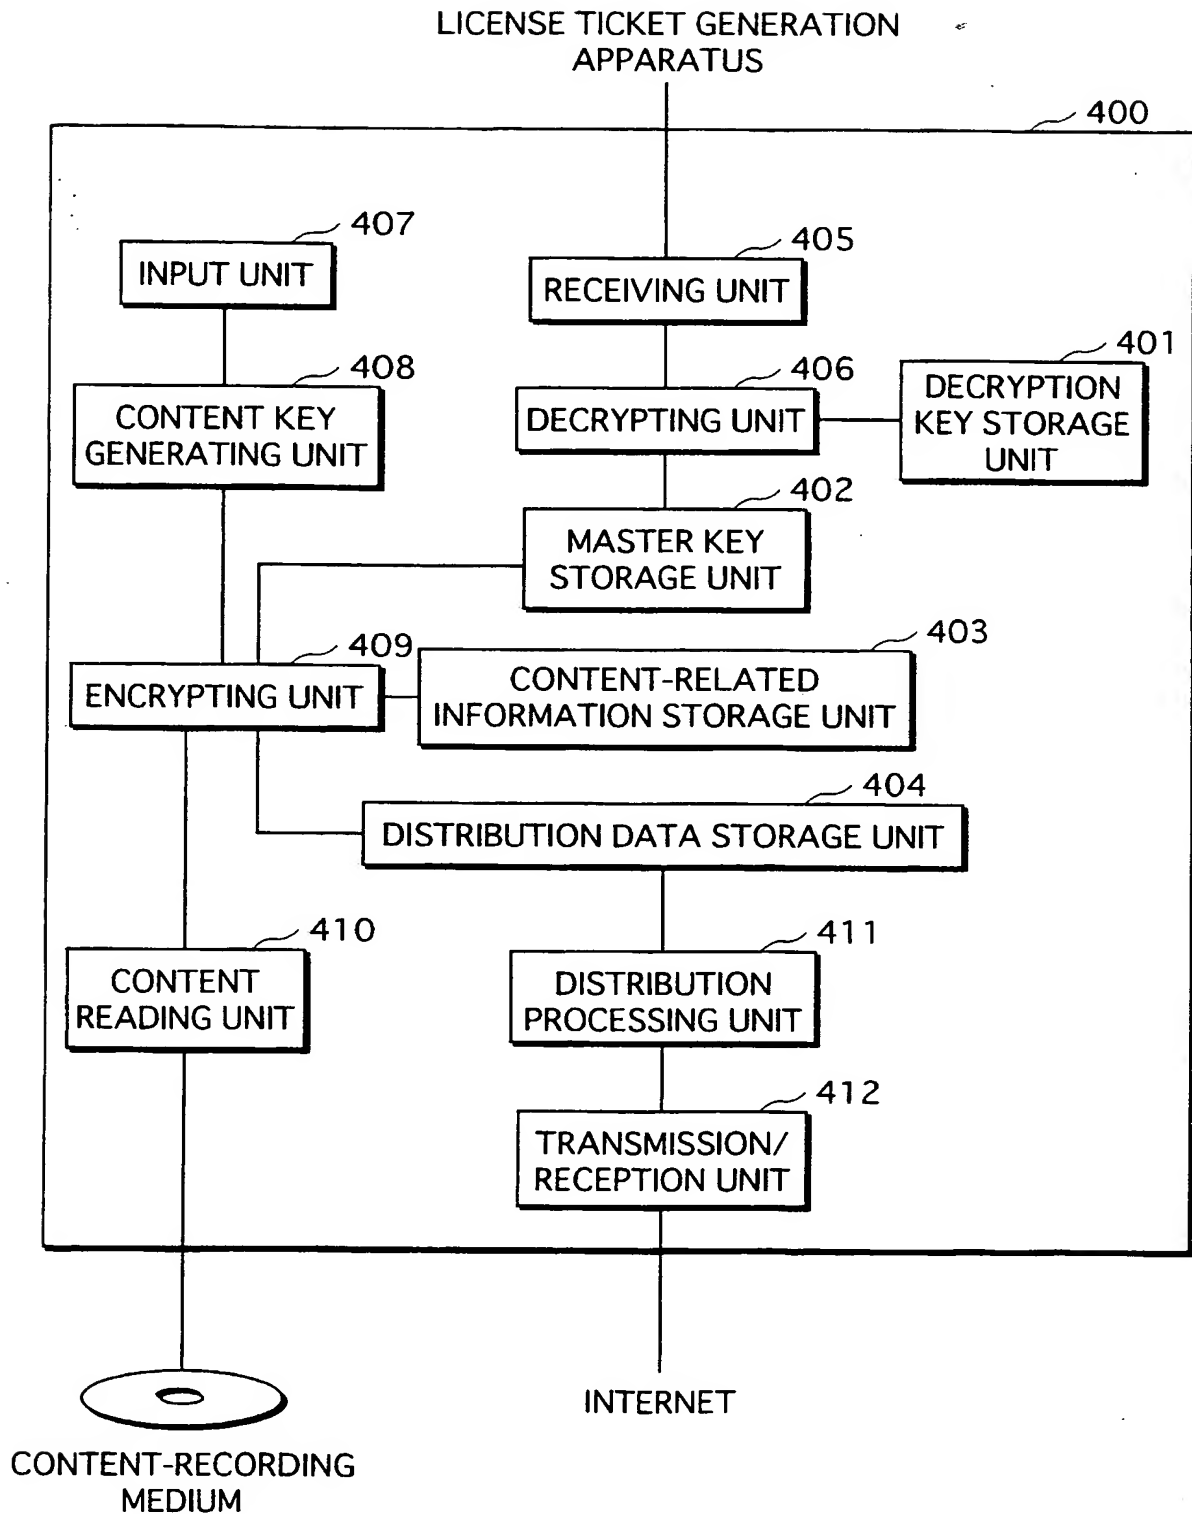 LICENSE TICKET GENERATION
APPARATUS
400
407
INPUT UNIT
405
RECEIVING UNIT
401
DECRYPTION
KEY STORAGE
UNIT
408
CONTENT KEY
GENERATING UNIT
406
DECRYPTING UNIT
402
MASTER KEY
STORAGE UNIT
409
ENCRYPTING UNIT
403
CONTENT-RELATED
INFORMATION STORAGE UNIT
404
DISTRIBUTION DATA STORAGE UNIT
410
CONTENT
READING UNIT
411
DISTRIBUTION
PROCESSING UNIT
412
TRANSMISSION/
RECEPTION UNIT
INTERNET
CONTENT-RECORDING
MEDIUM